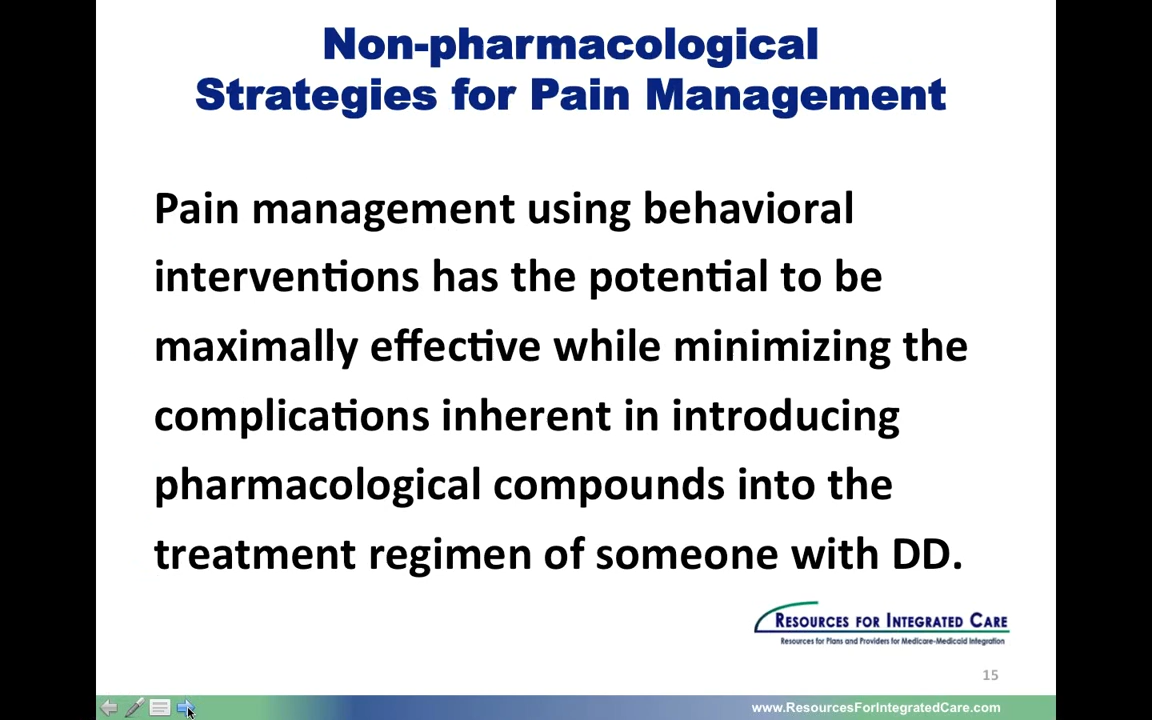 Non-pharmacological
Strategies for Pain Management
Pain management using behavioral
interventions has the potential to be
maximally effective while minimizing the
complications inherent in introducing
pharmacological compounds into the
treatment regimen of someone with DD.
RESOURCES FOR INTEGRATED CARE
Resources for Plans and Providers for Medicare-Medicaid Integration
15
www.ResourcesForIntegratedCare.com